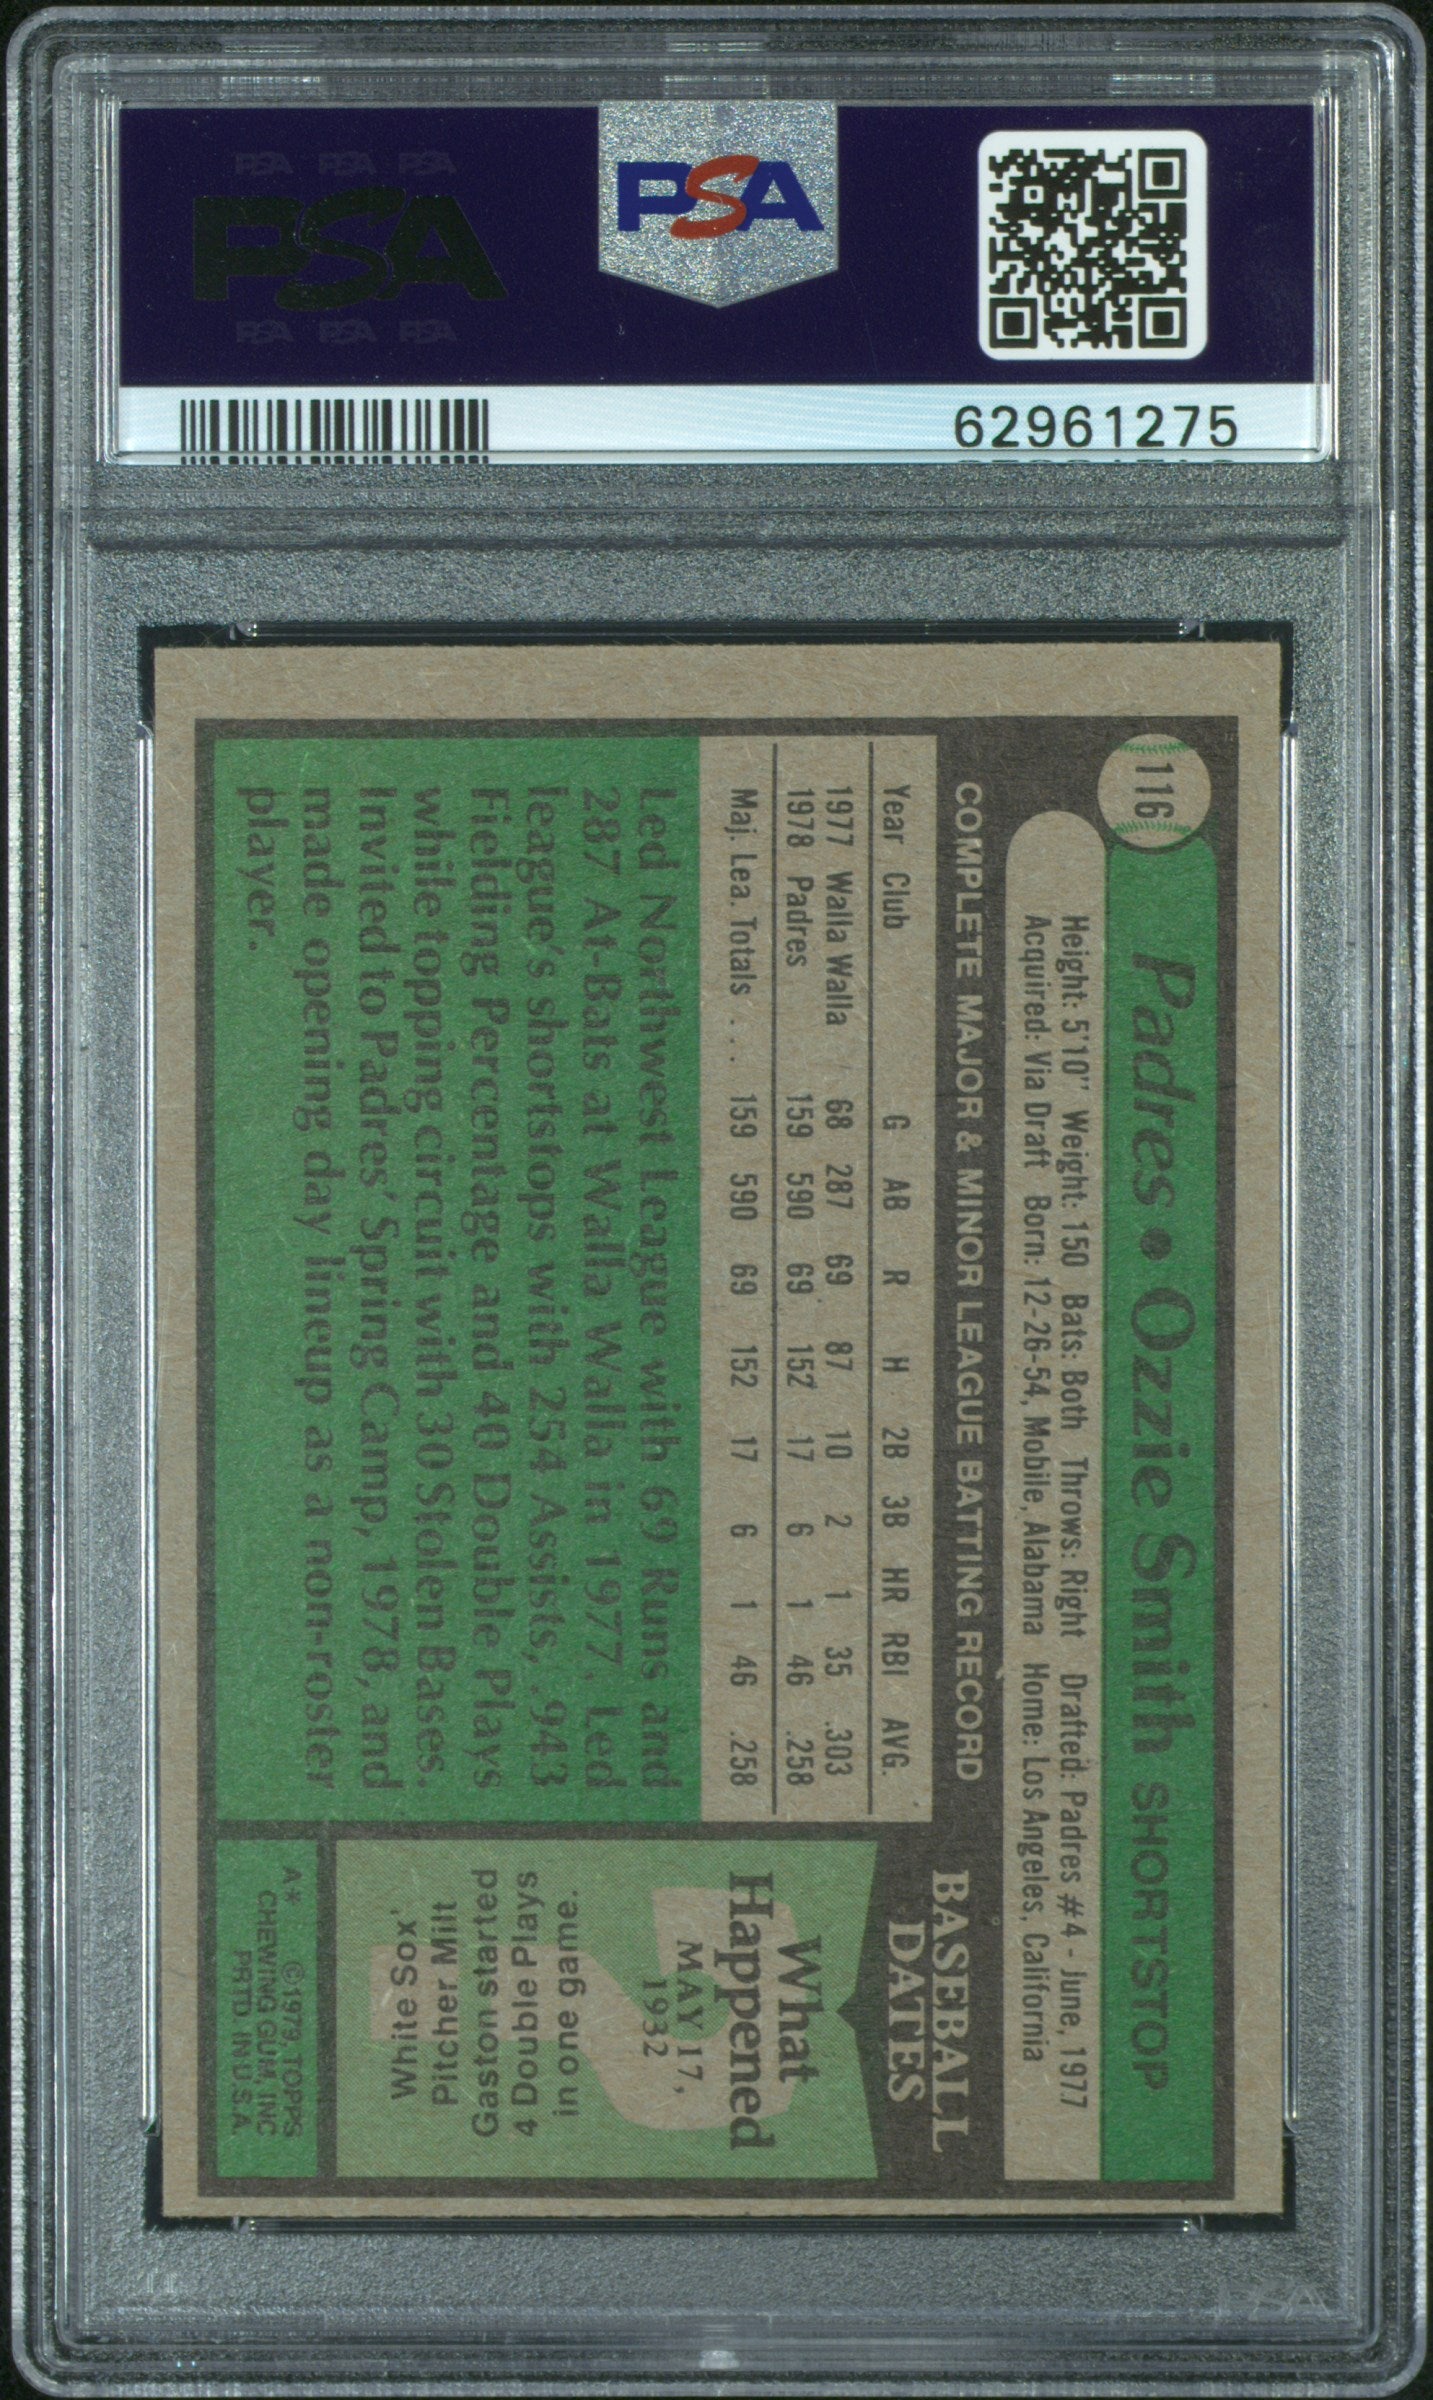 PSA PSA PSA
PSA
PSA PSA PSA
PSA
62961275
116
Padres • Ozzie Smith SHORTSTOP
Height: 5'10" Weight: 150 Bats: Both Throws: Right Drafted: Padres #4 - June, 1977
Acquired: Via Draft Born: 12-26-54, Mobile, Alabama Home: Los Angeles, California
COMPLETE MAJOR & MINOR LEAGUE BATTING RECORD
Year Club G AB R H 2B 3B HR RBI AVG.
1977 Walla Walla 68 287 69 87 10 2 1 35 .303
1978 Padres 159 590 69 152 17 6 1 46 .258
Maj. Lea. Totals . . . 159 590 69 152 17 6 1 46 .258
Led Northwest League with 69 Runs and
287 At-Bats at Walla Walla in 1977. Led
league's shortstops with 254 Assists, .943
Fielding Percentage and 40 Double Plays
while topping circuit with 30 Stolen Bases.
Invited to Padres' Spring Camp, 1978, and
made opening day lineup as a non-roster
player.
BASEBALL
DATES
What
Happened
MAY 17,
1932
White Sox'
Pitcher Milt
Gaston started
4 Double Plays
in one game.
A* ©1979, TOPPS
CHEWING GUM, INC
PRTD. IN U.S.A.
PSA